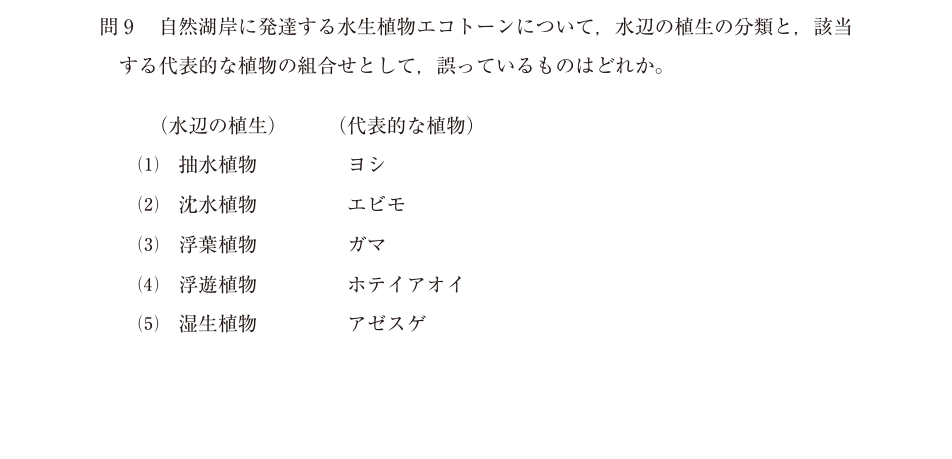 問9　自然湖岸に発達する水生植物エコトーンについて，水辺の植生の分類と，該当
する代表的な植物の組合せとして，誤っているものはどれか。
（水辺の植生）　（代表的な植物）
(1)　抽水植物　ヨシ
(2)　沈水植物　エビモ
(3)　浮葉植物　ガマ
(4)　浮遊植物　ホテイアオイ
(5)　湿生植物　アゼスゲ